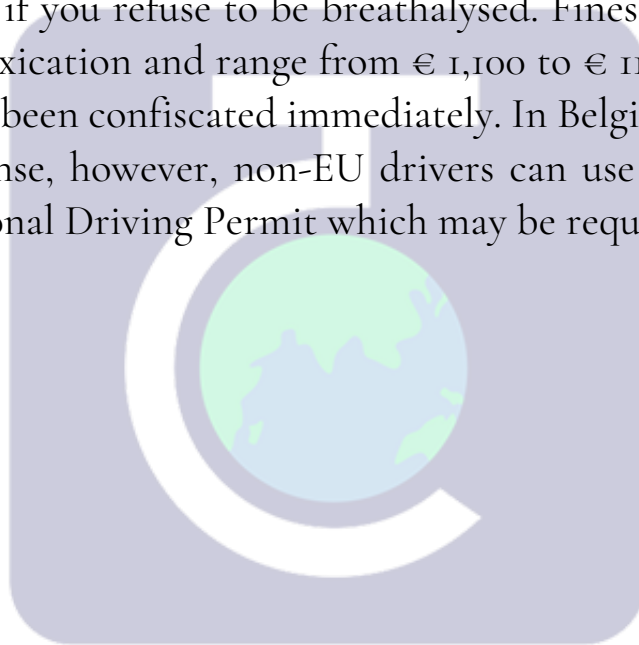 if you refuse to be breathalysed. Fines
xication and range from € 1,100 to € 11
been confiscated immediately. In Belgi
nse, however, non-EU drivers can use
onal Driving Permit which may be requ